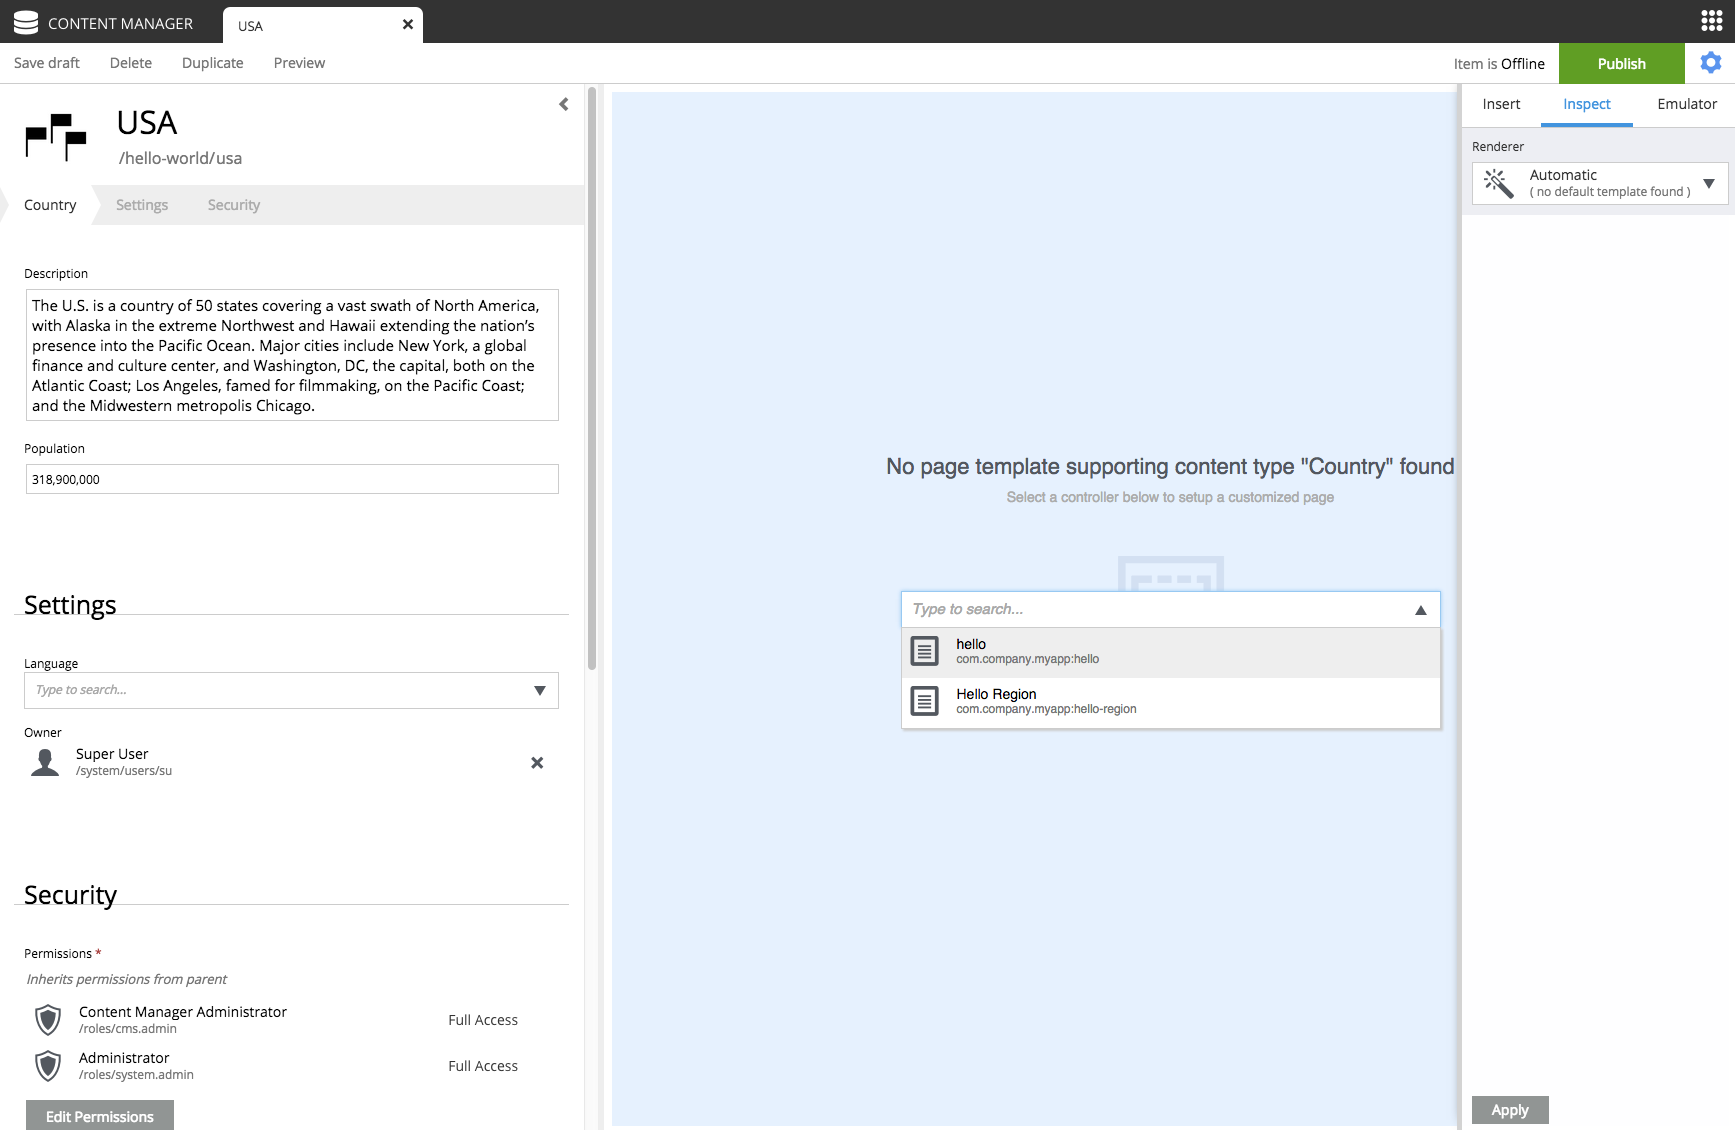 CONTENT MANAGER
USA
Save draft
Delete
Duplicate
Preview
Item is Offline
Publish
USA
/hello-world/usa
Country
Settings
Security
Description
The U.S. is a country of 50 states covering a vast swath of North America,
with Alaska in the extreme Northwest and Hawaii extending the nation's
presence into the Pacific Ocean. Major cities include New York, a global
finance and culture center, and Washington, DC, the capital, both on the
Atlantic Coast; Los Angeles, famed for filmmaking, on the Pacific Coast;
and the Midwestern metropolis Chicago.
Population
318,900,000
Settings
Language
Type to search...
Owner
Super User
/system/users/su
Security
Permissions *
Inherits permissions from parent
Content Manager Administrator
/roles/cms.admin
Full Access
Administrator
/roles/system.admin
Full Access
Edit Permissions
No page template supporting content type "Country" found
Select a controller below to setup a customized page
Type to search...
hello
com.company.myapp:hello
Hello Region
com.company.myapp:hello-region
Insert
Inspect
Emulator
Renderer
Automatic
( no default template found )
Apply